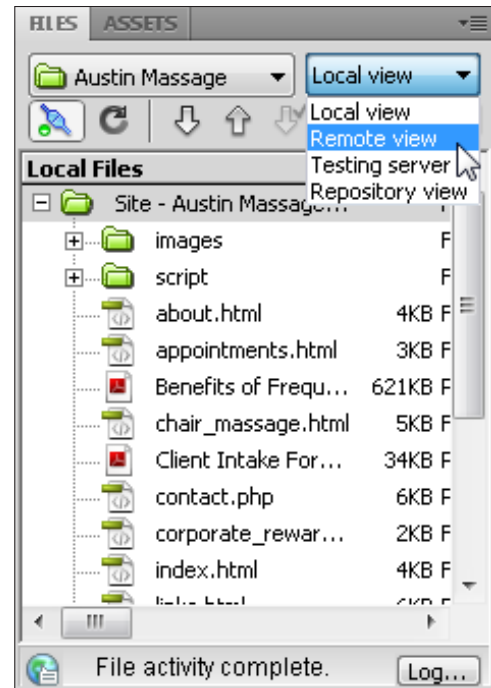 FILES ASSETS
Austin Massage Local view
Local view
Remote view
Testing server
Repository view
Local Files
Site - Austin Massage...
images F
script F
about.html 4KB F
appointments.html 3KB F
Benefits of Frequ... 621KB F
chair_massage.html 5KB F
Client Intake For... 34KB F
contact.php 6KB F
corporate_rewar... 2KB F
index.html 4KB F
File activity complete. Log...